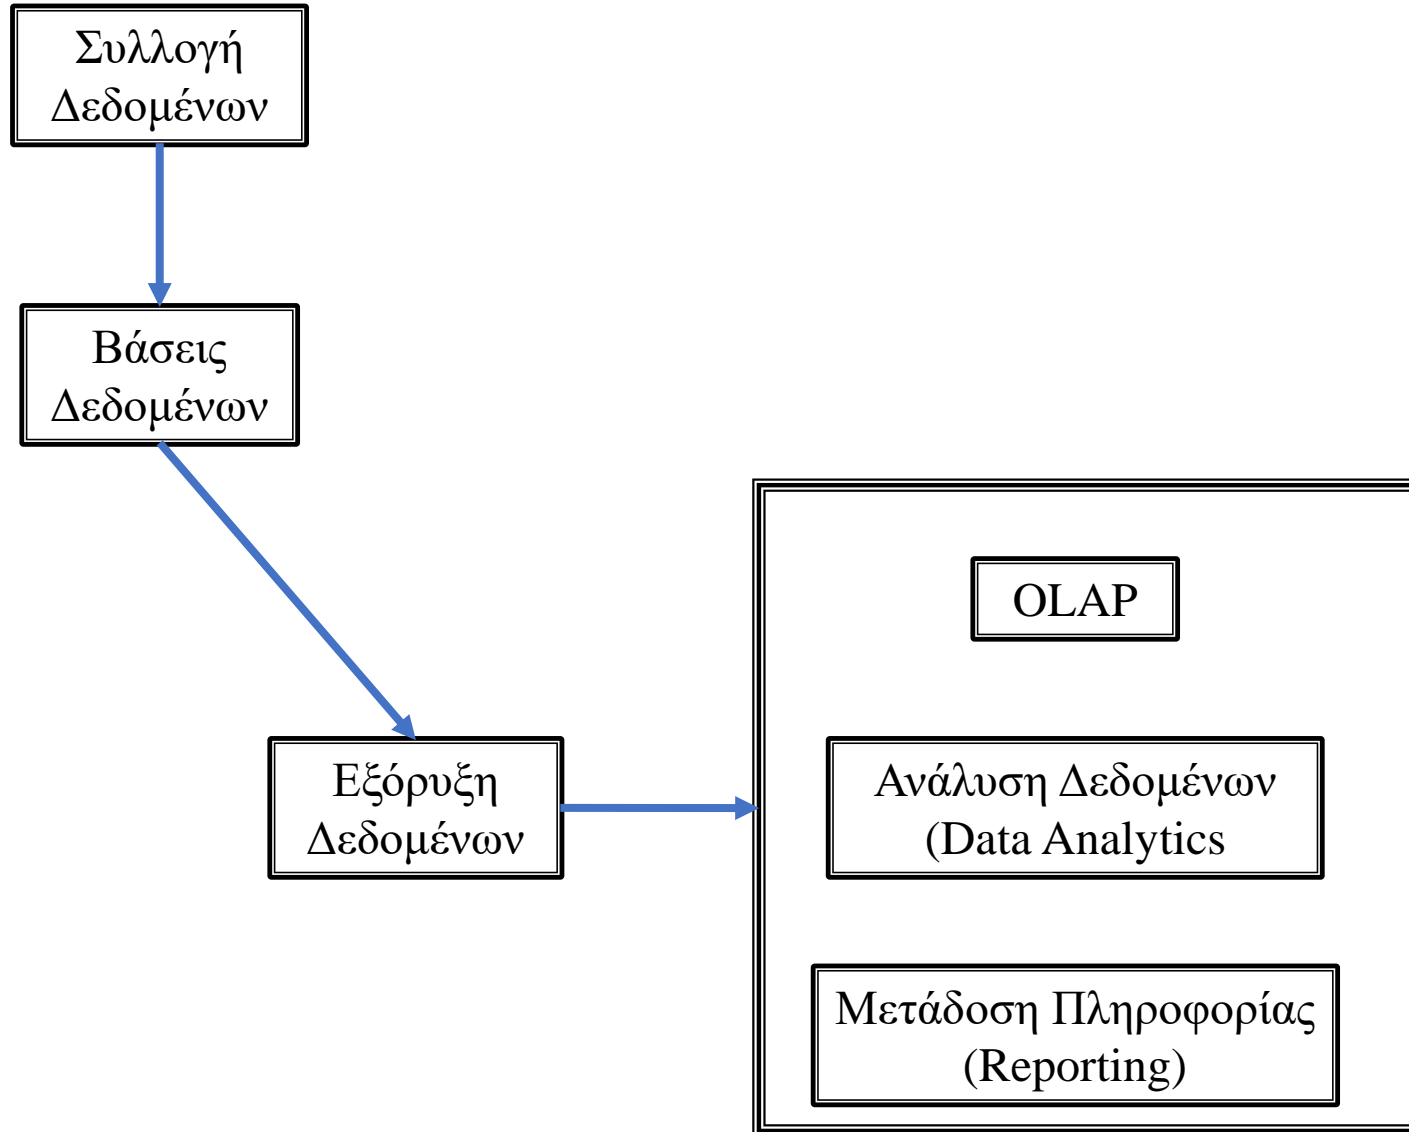 Συλλογή
Δεδομένων
Βάσεις
Δεδομένων
OLAP
Εξόρυξη
Δεδομένων
Ανάλυση Δεδομένων
(Data Analytics
Μετάδοση Πληροφορίας
(Reporting)